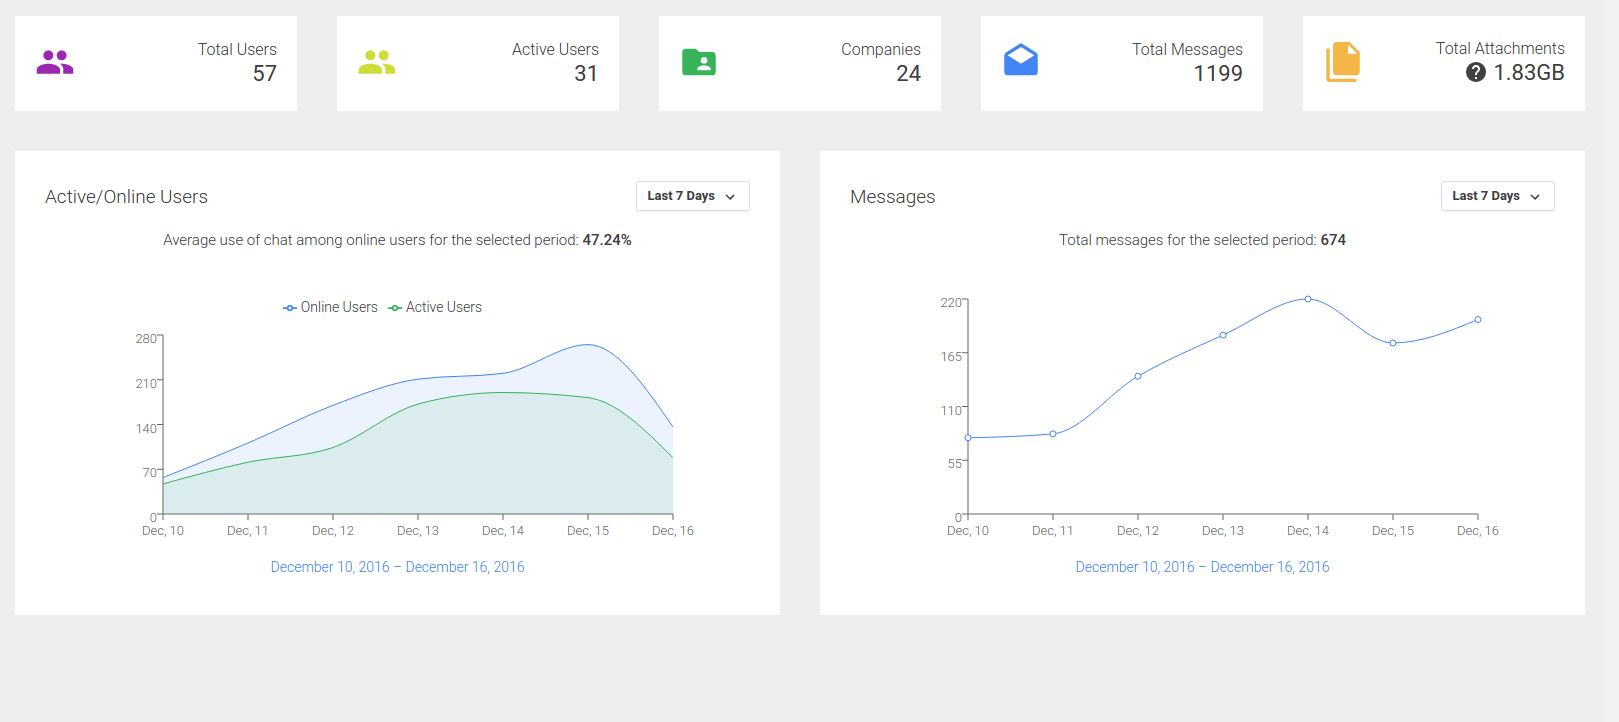 Total Users
57
Active Users
31
Companies
24
Total Messages
1199
Total Attachments
? 1.83GB
Active/Online Users
Last 7 Days
Average use of chat among online users for the selected period: 47.24%
Online Users Active Users
280
210
140
70
0
Dec, 10 Dec, 11 Dec, 12 Dec, 13 Dec, 14 Dec, 15 Dec, 16
December 10, 2016 – December 16, 2016
Messages
Last 7 Days
Total messages for the selected period: 674
220
165
110
55
0
Dec, 10 Dec, 11 Dec, 12 Dec, 13 Dec, 14 Dec, 15 Dec, 16
December 10, 2016 – December 16, 2016